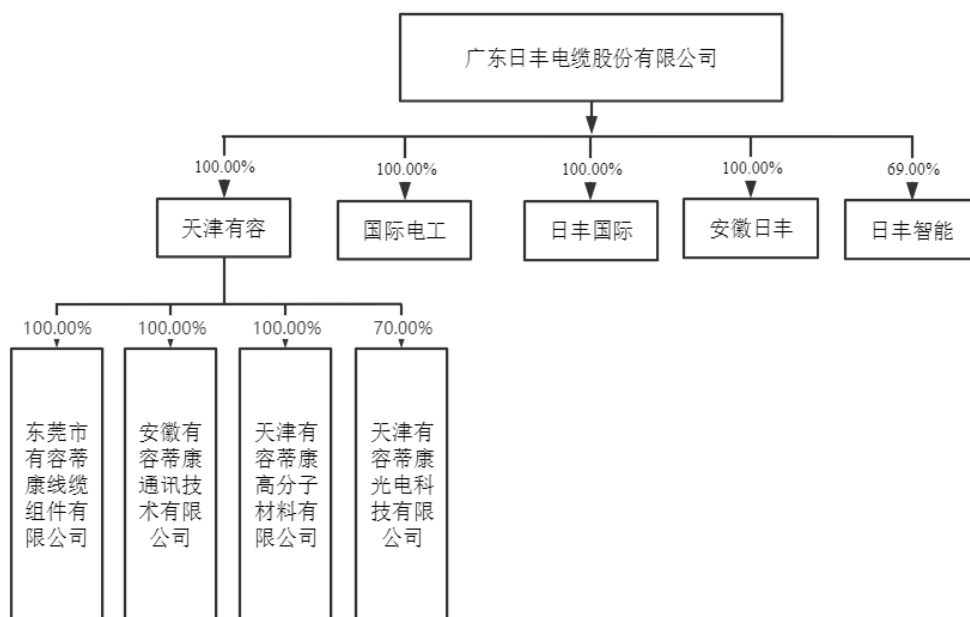 广东日丰电缆股份有限公司
100.00%
100.00%
100.00%
100.00%
69.00%
天津有容
国际电工
日丰国际
安徽日丰
日丰智能
100.00%
100.00%
100.00%
70.00%
东莞市
有容蒂
康线缆
组件有
限公司
安徽有
容蒂康
通讯技
术有限
公司
天津有
容蒂康
高分子
材料有
限公司
天津有
容蒂康
光电科
技有限
公司